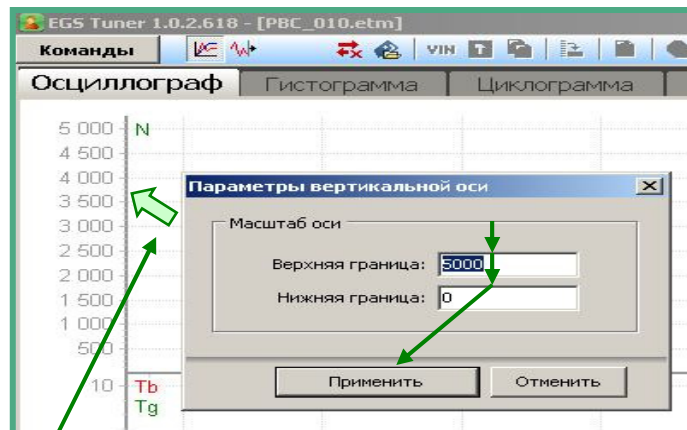 EGS Tuner 1.0.2.618 - [PBC_010.etm]
Команды VIN
Осциллограф Гистограмма Циклограмма
5 000 N
4 500
4 000
3 500
3 000
2 500
2 000
1 500
1 000
500
10 Tb
Tg
Параметры вертикальной оси
Масштаб оси
Верхняя граница: 5000
Нижняя граница: 0
Применить Отменить